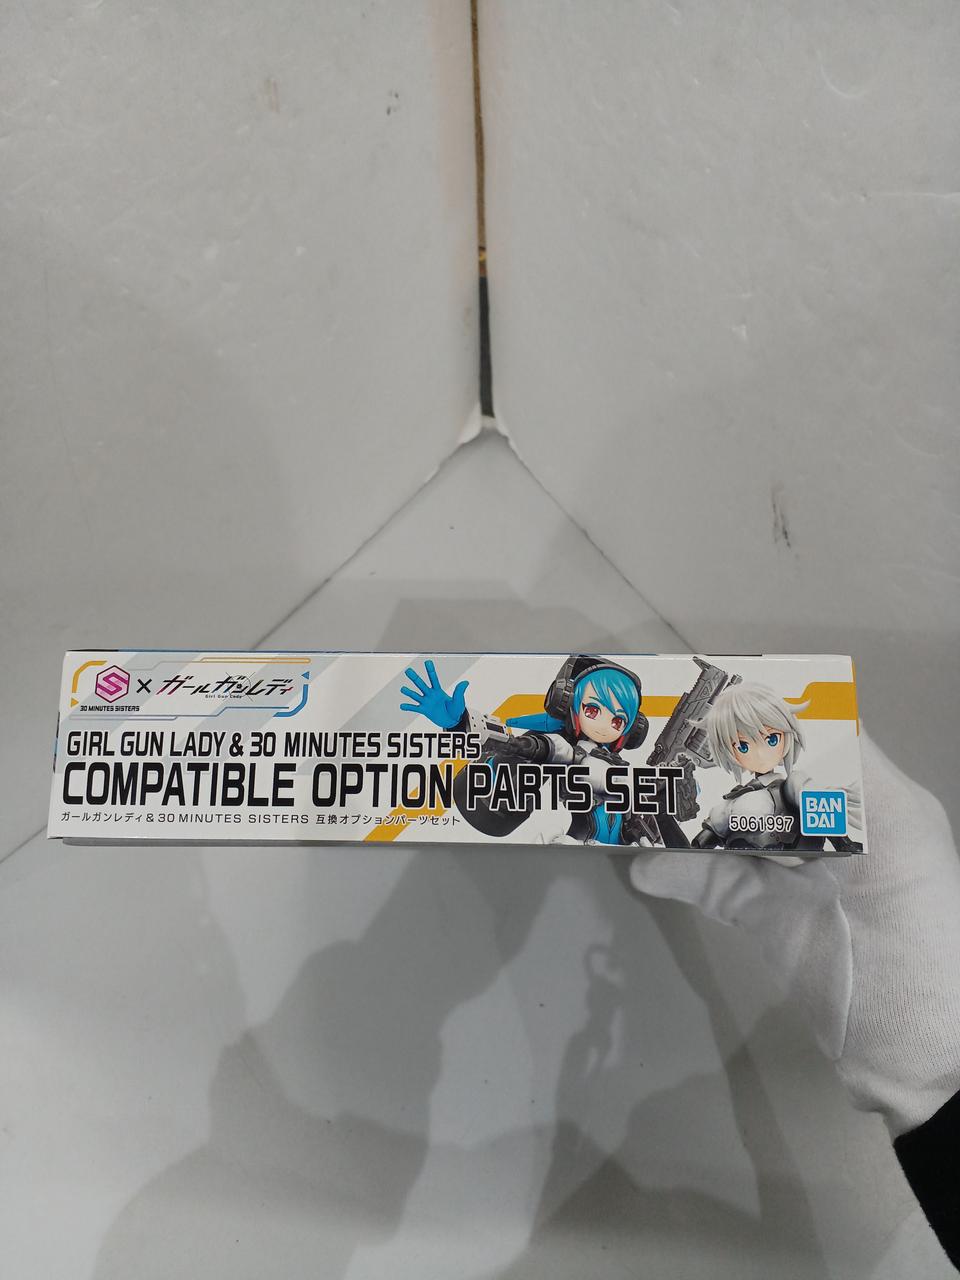 30 MINUTES SISTERS
×
ガールガンレディ
Girl Gun Lady
GIRL GUN LADY & 30 MINUTES SISTERS
COMPATIBLE OPTION PARTS SET
ガールガンレディ&30 MINUTES SISTERS 互換オプションパーツセット
5061997
BAN
DAI